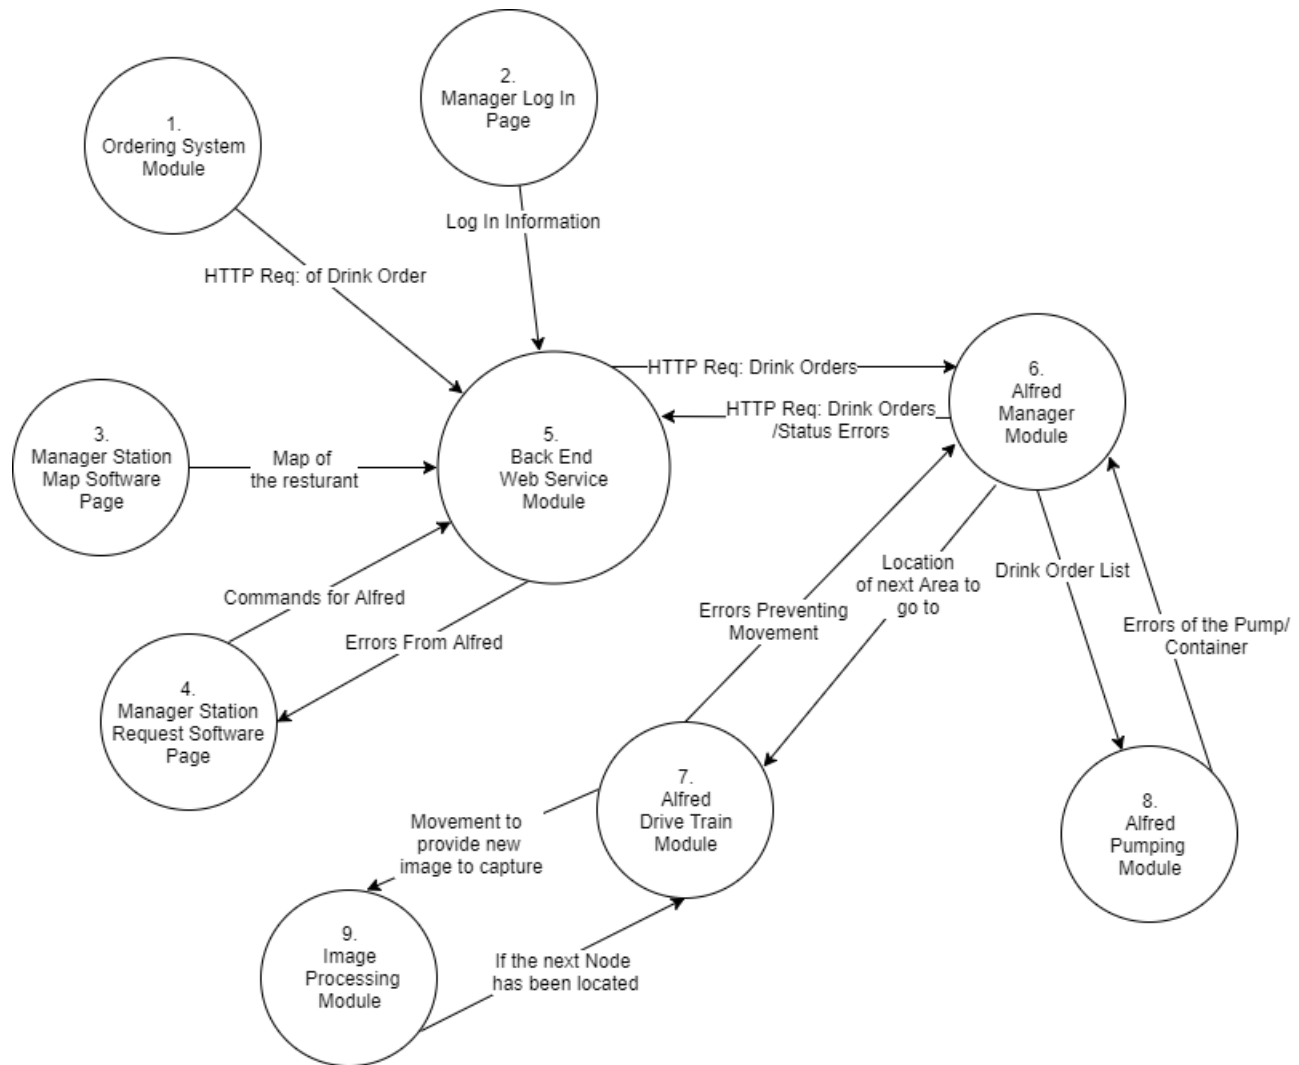 2.
Manager Log In
Page
1.
Ordering System
Module
Log In Information
HTTP Req: of Drink Order
HTTP Req: Drink Orders
6.
Alfred
Manager
Module
HTTP Req: Drink Orders
/Status Errors
3.
Manager Station
Map Software
Page
Map of
the resturant
5.
Back End
Web Service
Module
Commands for Alfred
Errors From Alfred
Location
of next Area to
go to
Drink Order List
Errors Preventing
Movement
Errors of the Pump/
Container
4.
Manager Station
Request Software
Page
7.
Alfred
Drive Train
Module
8.
Alfred
Pumping
Module
Movement to
provide new
image to capture
9.
Image
Processing
Module
If the next Node
has been located